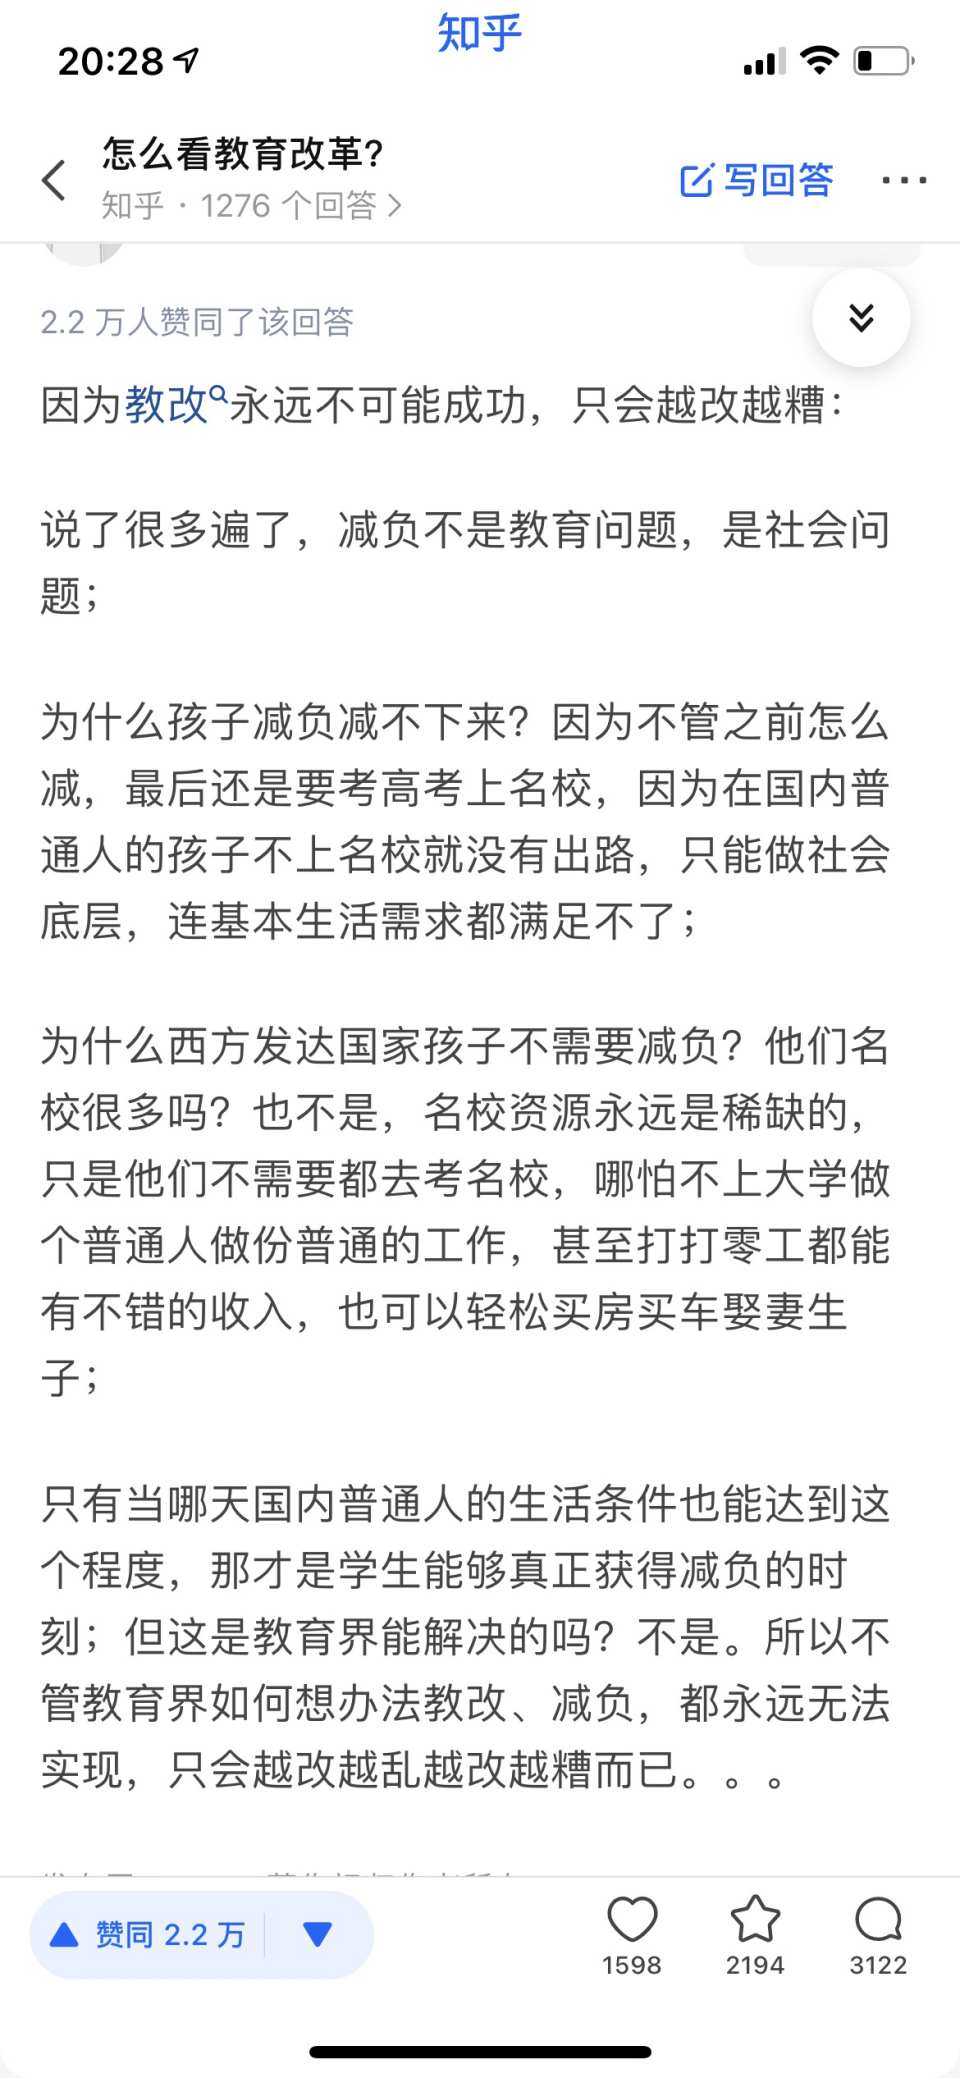 知乎
20:28
怎么看教育改革?
知乎 · 1276 个回答
写回答
2.2 万人赞同了该回答
因为教改永远不可能成功，只会越改越糟：
说了很多遍了，减负不是教育问题，是社会问
题；
为什么孩子减负减不下来？因为不管之前怎么
减，最后还是要考高考上名校，因为在国内普
通人的孩子不上名校就没有出路，只能做社会
底层，连基本生活需求都满足不了；
为什么西方发达国家孩子不需要减负？他们名
校很多吗？也不是，名校资源永远是稀缺的，
只是他们不需要都去考名校，哪怕不上大学做
个普通人做份普通的工作，甚至打打零工都能
有不错的收入，也可以轻松买房买车娶妻生
子；
只有当哪天国内普通人的生活条件也能达到这
个程度，那才是学生能够真正获得减负的时
刻；但这是教育界能解决的吗？不是。所以不
管教育界如何想办法教改、减负，都永远无法
实现，只会越改越乱越改越糟而已。。。
赞同 2.2 万
1598
2194
3122